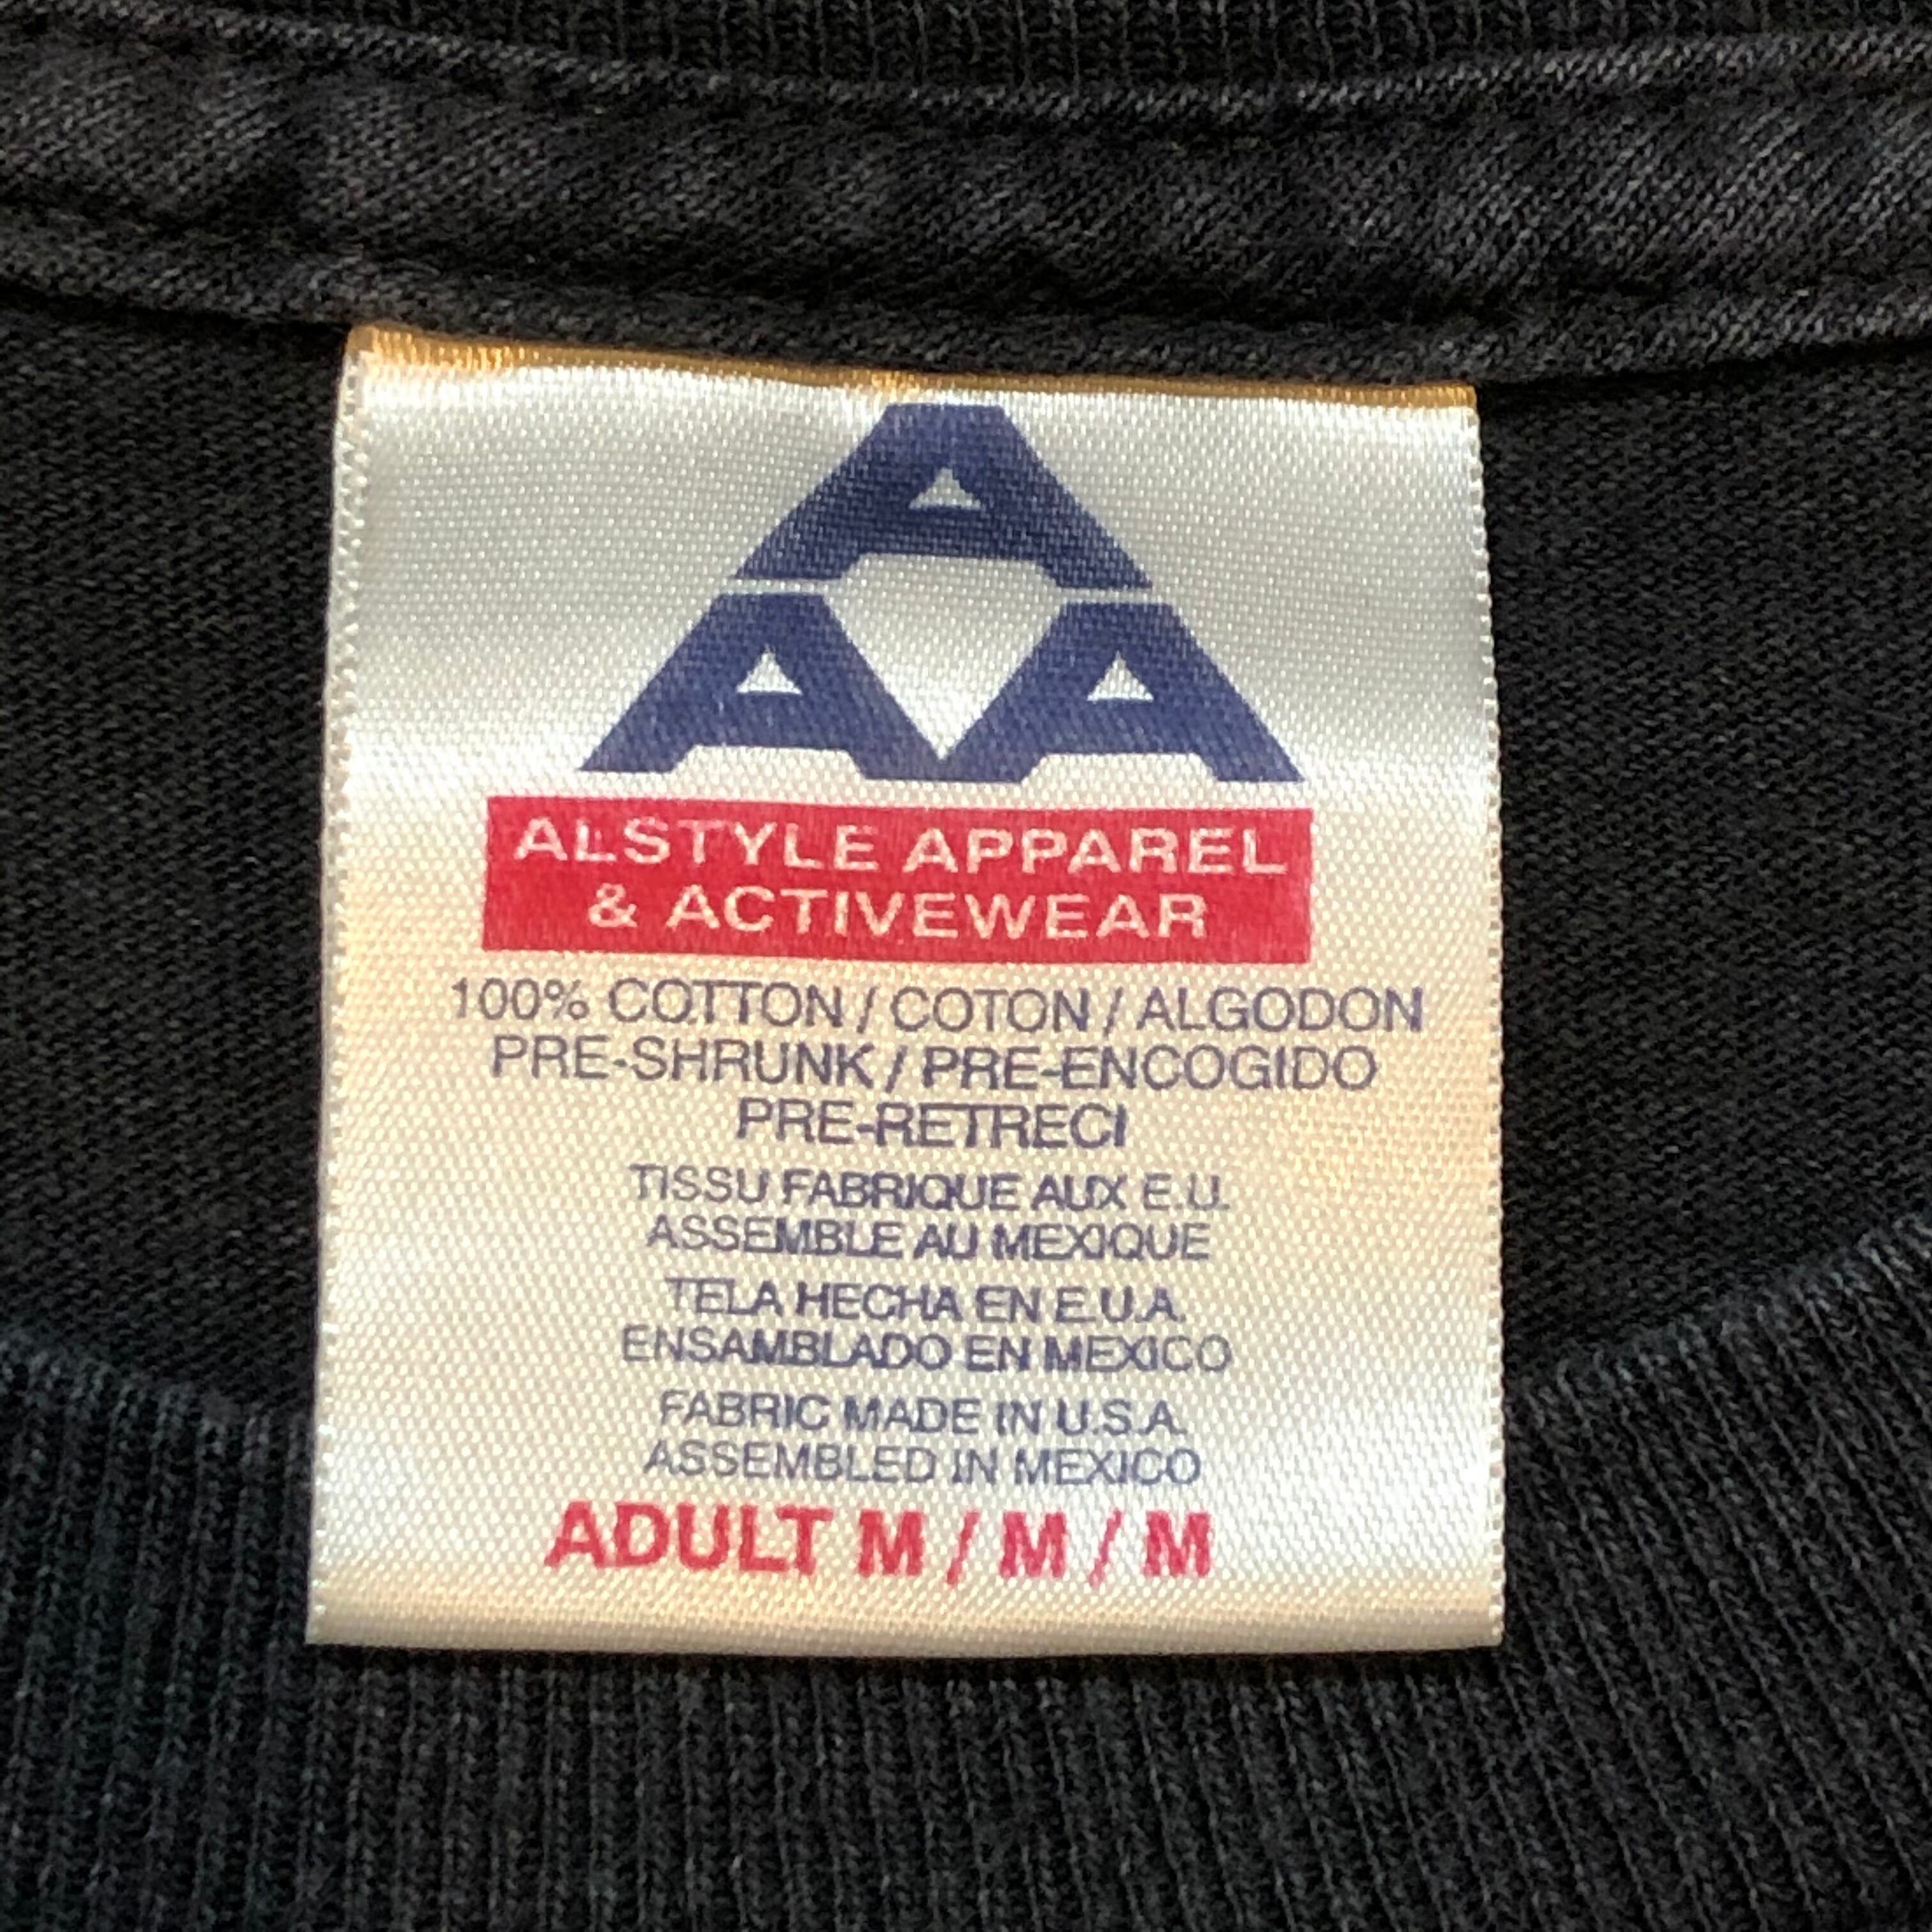 A
AA
ALSTYLE APPAREL
& ACTIVEWEAR
100% COTTON / COTON / ALGODON
PRE-SHRUNK / PRE-ENCOGIDO
PRE-RETRECI
TISSU FABRIQUE AUX E.U.
ASSEMBLE AU MEXIQUE
TELA HECHA EN E.U.A.
ENSAMBLADO EN MEXICO
FABRIC MADE IN U.S.A.
ASSEMBLED IN MEXICO
ADULT M / M / M